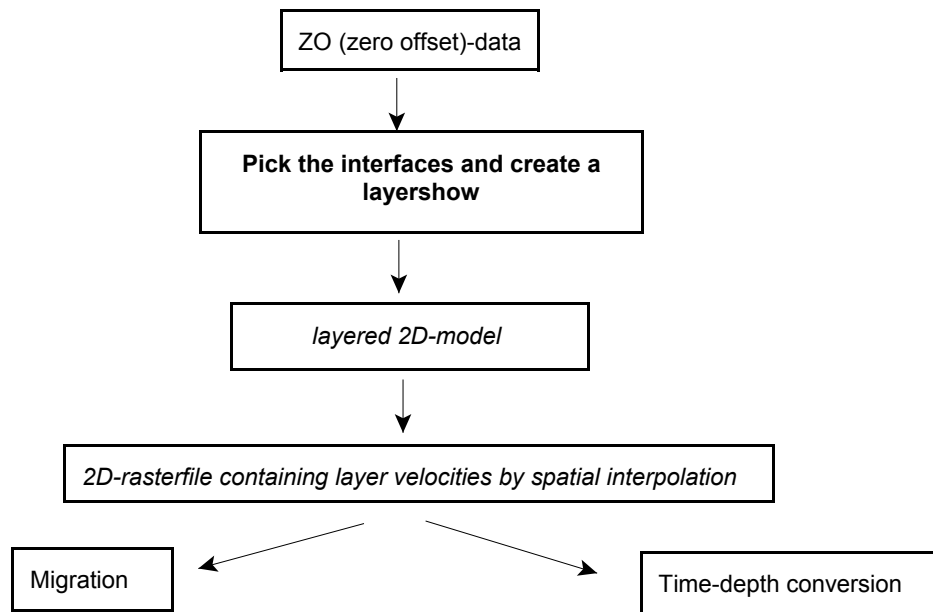 ZO (zero offset)-data
Pick the interfaces and create a
layershow
layered 2D-model
2D-rasterfile containing layer velocities by spatial interpolation
Migration
Time-depth conversion